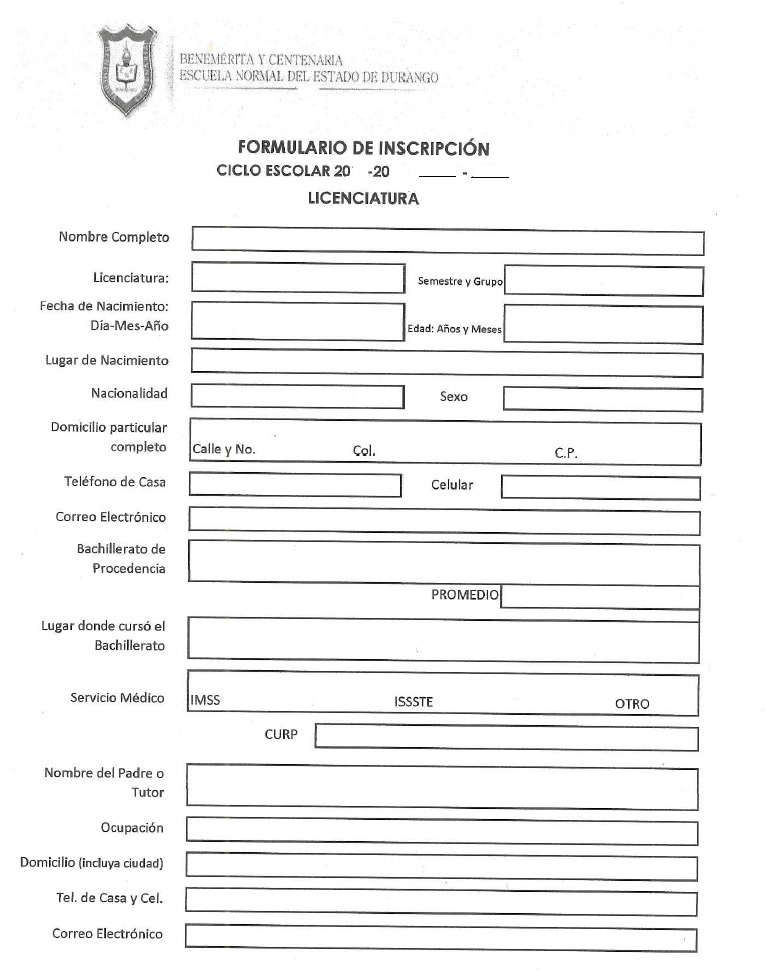 BENEMÉRITA Y CENTENARIA
ESCUELA NORMAL DEL ESTADO DE DURANGO
FORMULARIO DE INSCRIPCIÓN
CICLO ESCOLAR 20 -20 ____ - ____
LICENCIATURA
Nombre Completo
Licenciatura: Semestre y Grupo
Fecha de Nacimiento:
Día-Mes-Año Edad: Años y Meses
Lugar de Nacimiento
Nacionalidad Sexo
Domicilio particular
completo Calle y No. Col. C.P.
Teléfono de Casa Celular
Correo Electrónico
Bachillerato de
Procedencia
PROMEDIO
Lugar donde cursó el
Bachillerato
Servicio Médico IMSS ISSSTE OTRO
CURP
Nombre del Padre o
Tutor
Ocupación
Domicilio (incluya ciudad)
Tel. de Casa y Cel.
Correo Electrónico